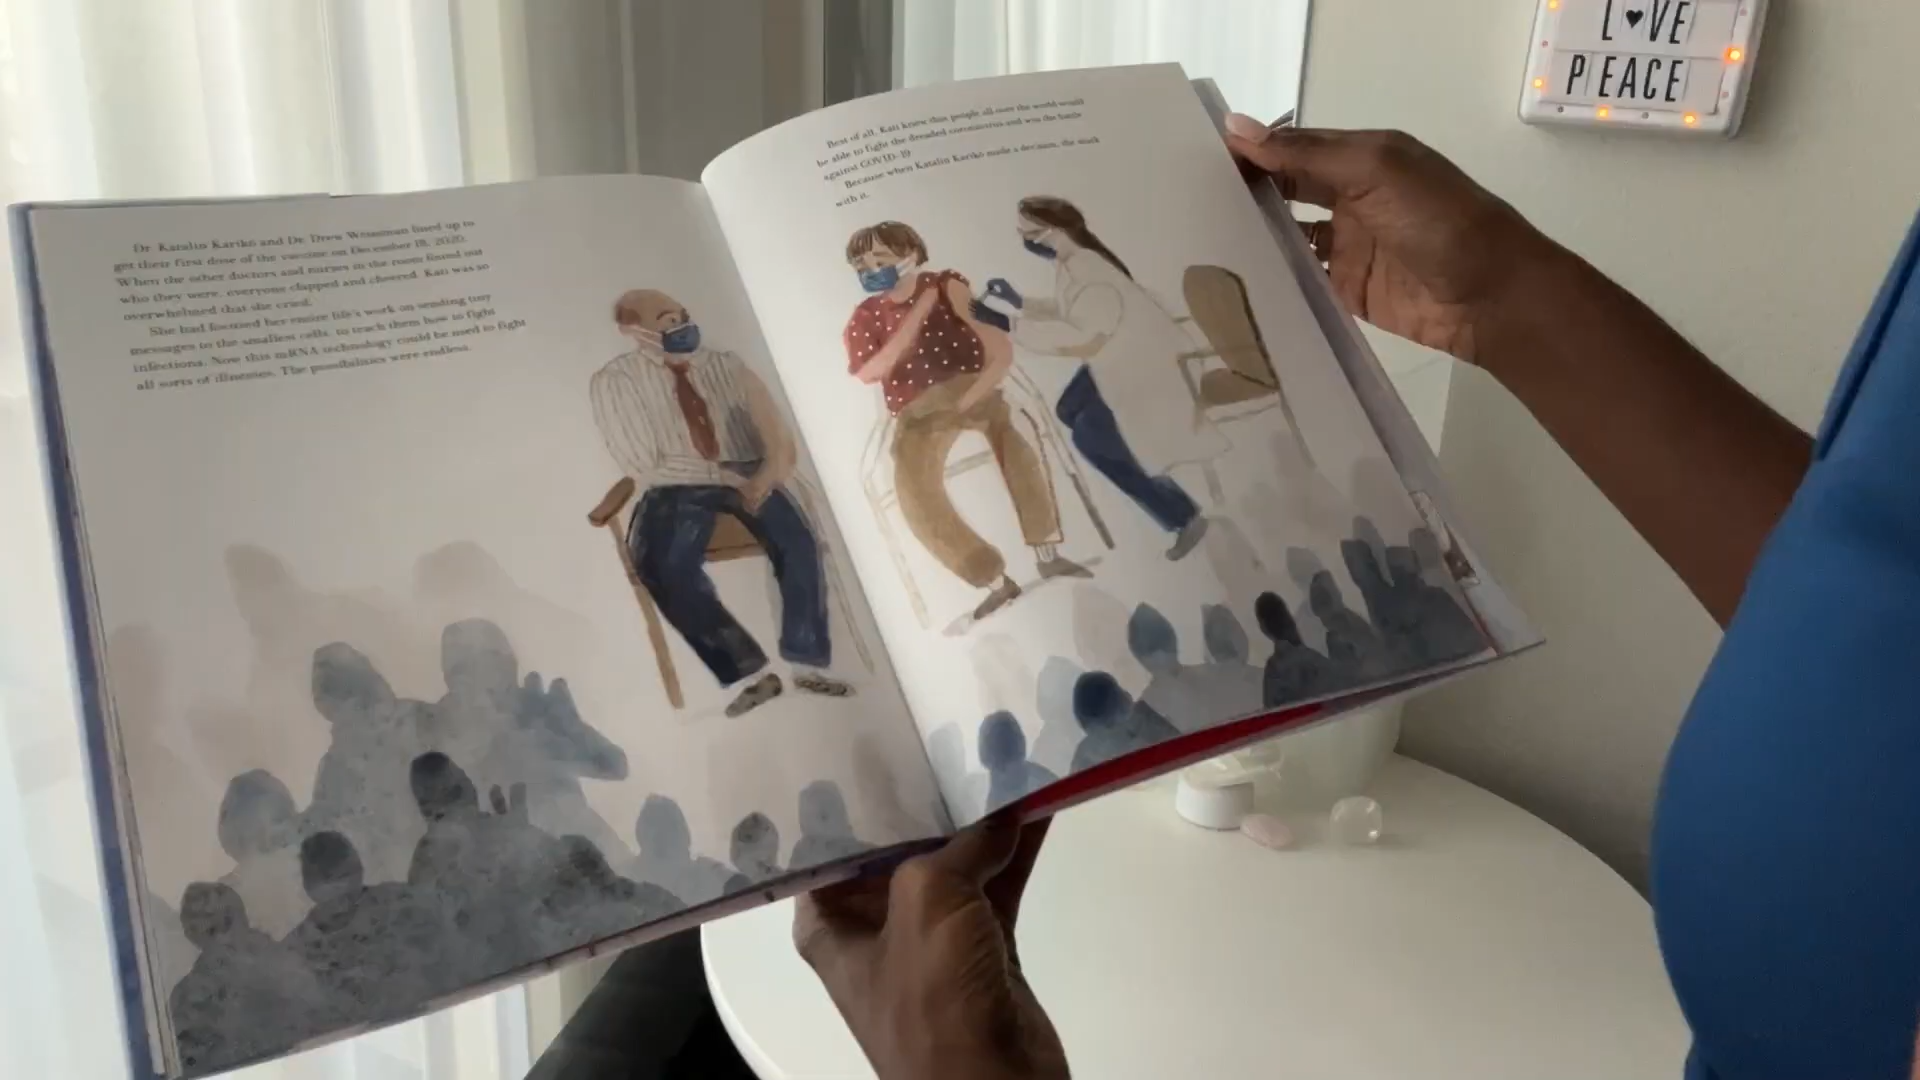 Dr. Katalin Karikó and Dr. Drew Weissman lined up to
get their first dose of the vaccine on December 18, 2020.
When the other doctors and nurses in the room found out
who they were, everyone clapped and cheered. Kati was so
overwhelmed that she cried.
She had focused her entire life's work on sending tiny
messages to the smallest cells, to teach them how to fight
infections. Now this mRNA technology could be used to fight
all sorts of illnesses. The possibilities were endless.
Best of all, Kati knew that people all over the world would
be able to fight the dreaded coronavirus and win the battle
against COVID-19.
Because when Katalin Karikó made a decision, she stuck
with it.
L♥VE
PEACE